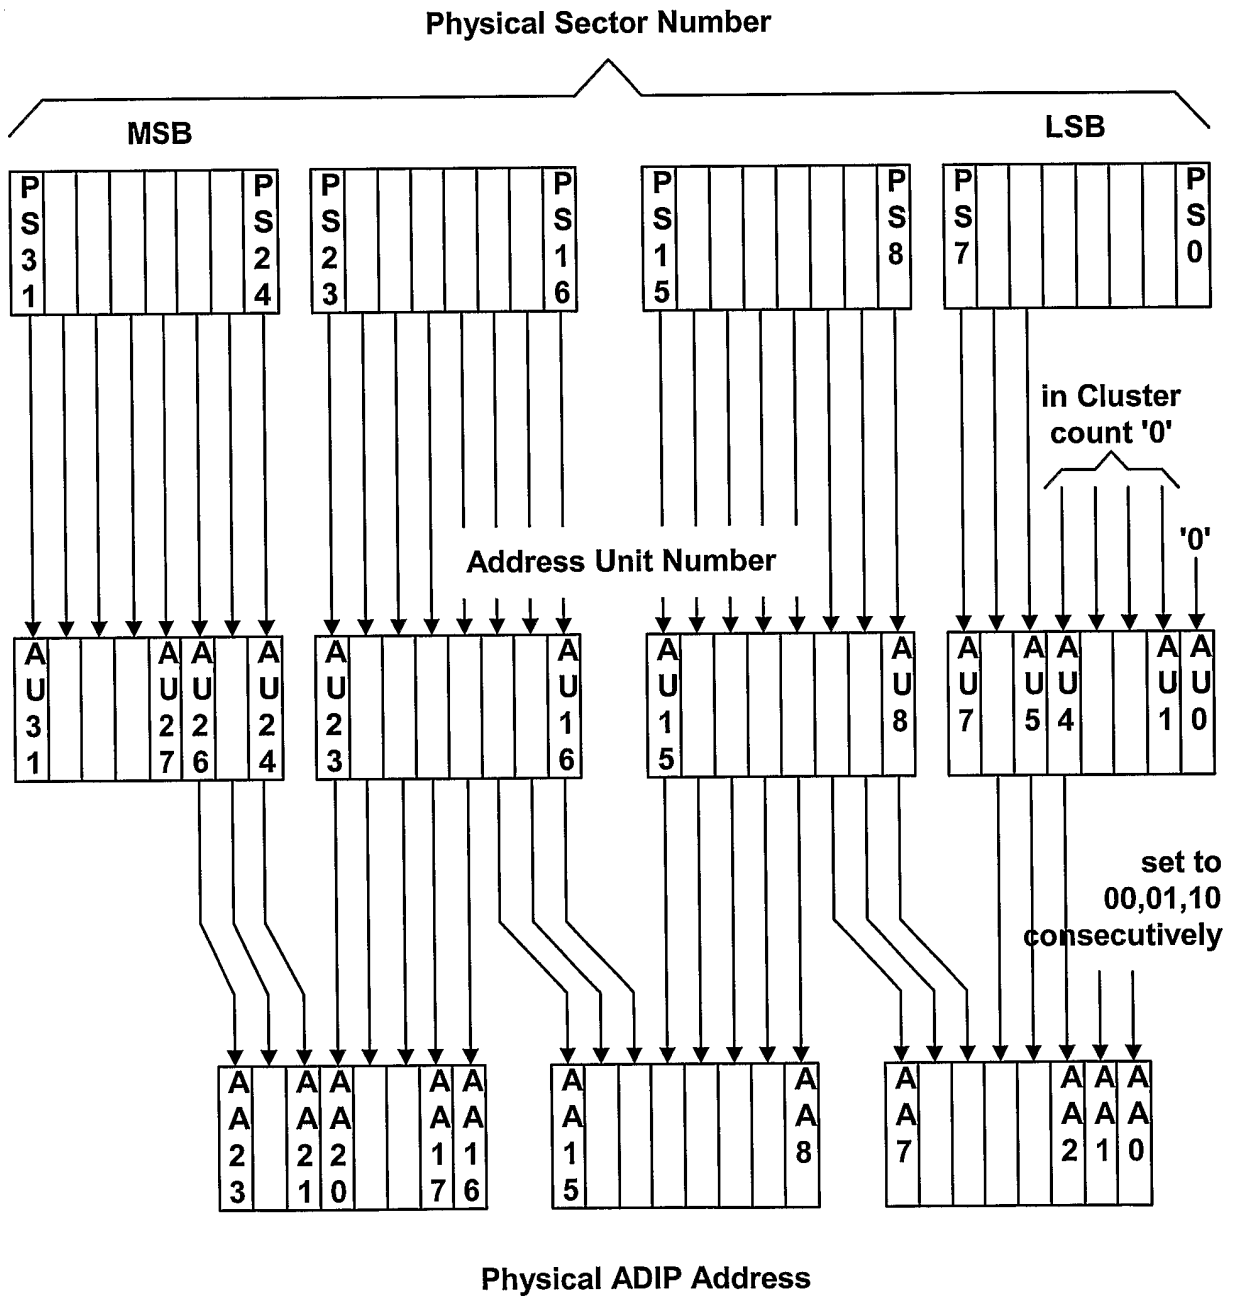 Physical Sector Number
MSB
LSB
PS31
PS24
PS23
PS16
PS15
PS8
PS7
PS0
in Cluster
count '0'
'0'
Address Unit Number
AU31
AU27
AU26
AU24
AU23
AU16
AU15
AU8
AU7
AU5
AU4
AU1
AU0
set to
00,01,10
consecutively
AA23
AA21
AA20
AA17
AA16
AA15
AA8
AA7
AA2
AA1
AA0
Physical ADIP Address